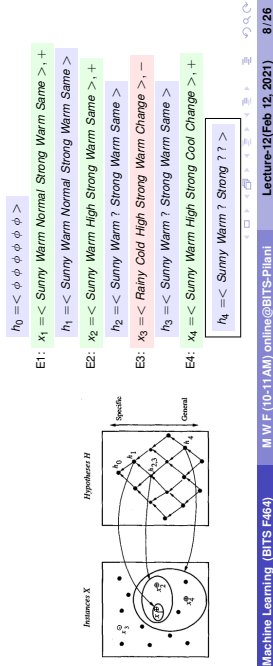 Instances X
Hypotheses H
Specific
General
x₃
x₁
x₂
x₄
h₀
h₁
h₂,₃
h₄
h₀ =< ϕ ϕ ϕ ϕ ϕ ϕ >
E1: x₁ =< Sunny Warm Normal Strong Warm Same >, +
h₁ =< Sunny Warm Normal Strong Warm Same >
E2: x₂ =< Sunny Warm High Strong Warm Same >, +
h₂ =< Sunny Warm ? Strong Warm Same >
E3: x₃ =< Rainy Cold High Strong Warm Change >, −
h₃ =< Sunny Warm ? Strong Warm Same >
E4: x₄ =< Sunny Warm High Strong Cool Change >, +
h₄ =< Sunny Warm ? Strong ? ? >
Machine Learning (BITS F464) M W F (10-11AM) online@BITS-Pilani Lecture-12(Feb 12, 2021) 8/26